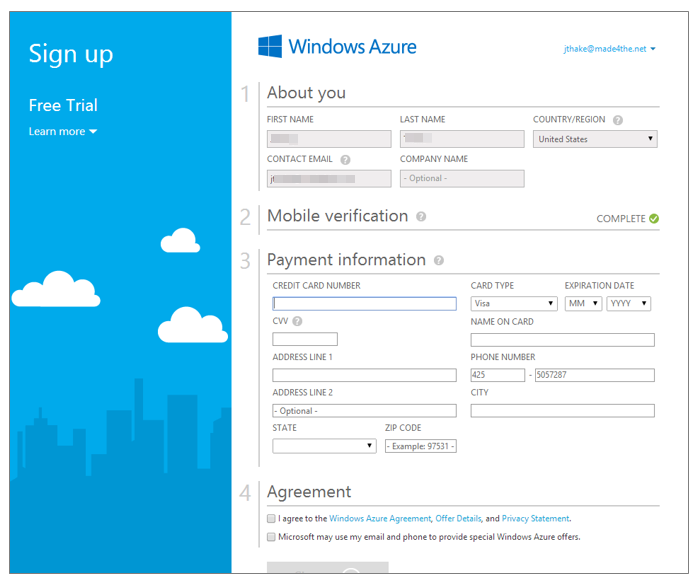 Sign up
Free Trial
Learn more
Windows Azure
jthake@made4the.net
1
About you
FIRST NAME
LAST NAME
COUNTRY/REGION ?
United States
CONTACT EMAIL ?
COMPANY NAME
- Optional -
2
Mobile verification ?
COMPLETE
3
Payment information ?
CREDIT CARD NUMBER
CARD TYPE
EXPIRATION DATE
Visa
MM
YYYY
CVV ?
NAME ON CARD
ADDRESS LINE 1
PHONE NUMBER
425 - 5057287
ADDRESS LINE 2
CITY
- Optional -
STATE
ZIP CODE
- Example: 97531 -
4
Agreement
I agree to the Windows Azure Agreement, Offer Details, and Privacy Statement.
Microsoft may use my email and phone to provide special Windows Azure offers.